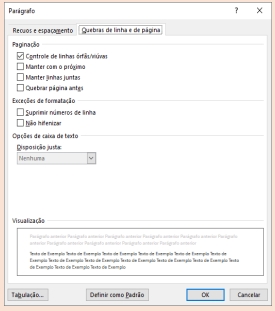 Parágrafo ? ×
Recuos e espaçamento Quebras de linha e de página
Paginação
Controle de linhas órfãs/viúvas
Manter com o próximo
Manter linhas juntas
Quebrar página antes
Exceções de formatação
Suprimir números de linha
Não hifenizar
Opções de caixa de texto
Disposição justa:
Nenhuma
Visualização
Parágrafo anterior Parágrafo anterior Parágrafo anterior Parágrafo anterior Parágrafo anterior Parágrafo
anterior Parágrafo anterior Parágrafo anterior Parágrafo anterior Parágrafo anterior
Texto de Exemplo Texto de Exemplo Texto de Exemplo Texto de Exemplo Texto de Exemplo Texto de
Exemplo Texto de Exemplo Texto de Exemplo Texto de Exemplo Texto de Exemplo Texto de Exemplo Texto
de Exemplo Texto de Exemplo Texto de Exemplo
Tabulação... Definir como Padrão OK Cancelar